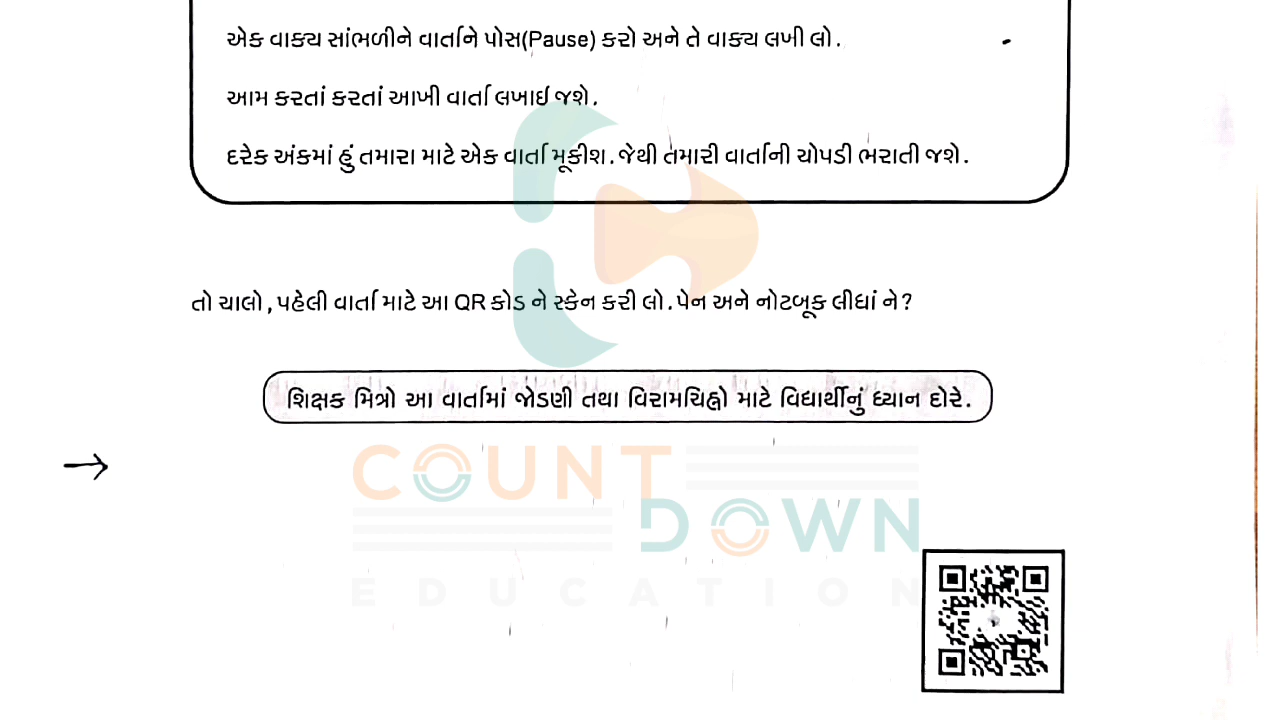 એક વાક્ય સાંભળીને વાર્તાને પોસ(Pause) કરો અને તે વાક્ય લખી લો.
આમ કરતાં કરતાં આખી વાર્તા લખાઈ જશે.
દરેક અંકમાં હું તમારા માટે એક વાર્તા મૂકીશ. જેથી તમારી વાર્તાની ચોપડી ભરાતી જશે.
તો ચાલો, પહેલી વાર્તા માટે આ QR કોડ ને સ્કેન કરી લો. પેન અને નોટબૂક લીધાં ને?
શિક્ષક મિત્રો આ વાર્તામાં જોડણી તથા વિરામચિહ્નો માટે વિદ્યાર્થીનું ધ્યાન દોરે.
COUNT
DOWN
EDUCATION